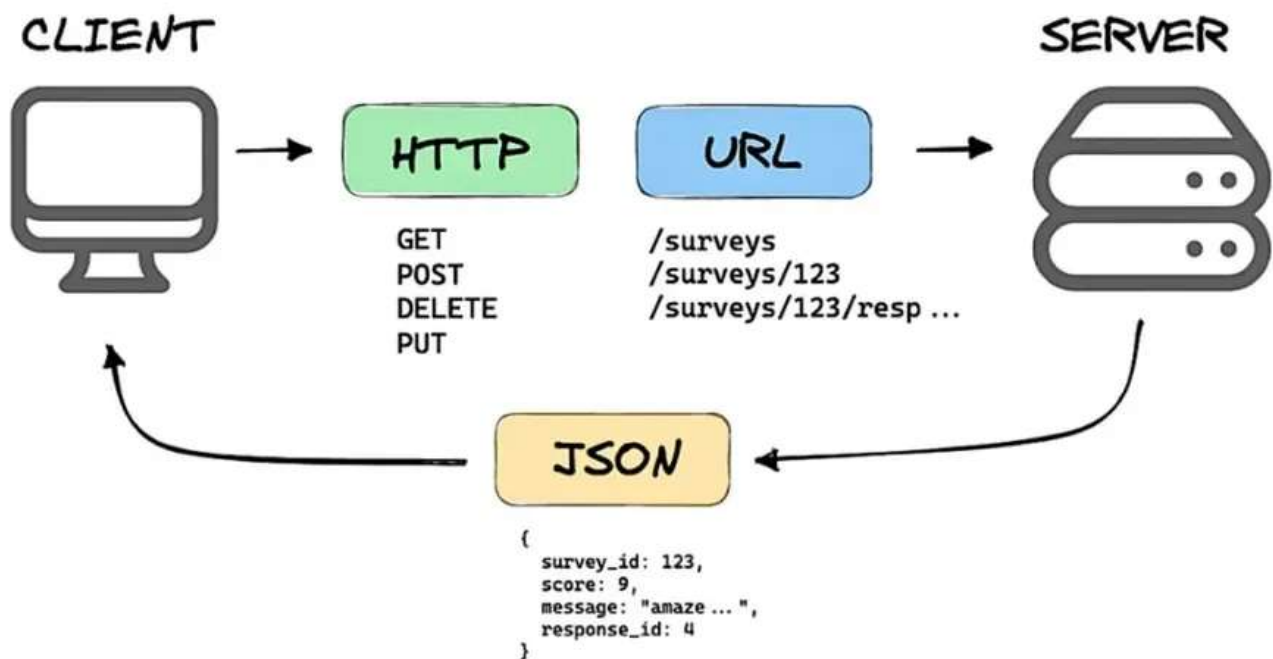 CLIENT
SERVER
HTTP
URL
GET
POST
DELETE
PUT
/surveys
/surveys/123
/surveys/123/resp ...
JSON
{
survey_id: 123,
score: 9,
message: "amaze ... ",
response_id: 4
}